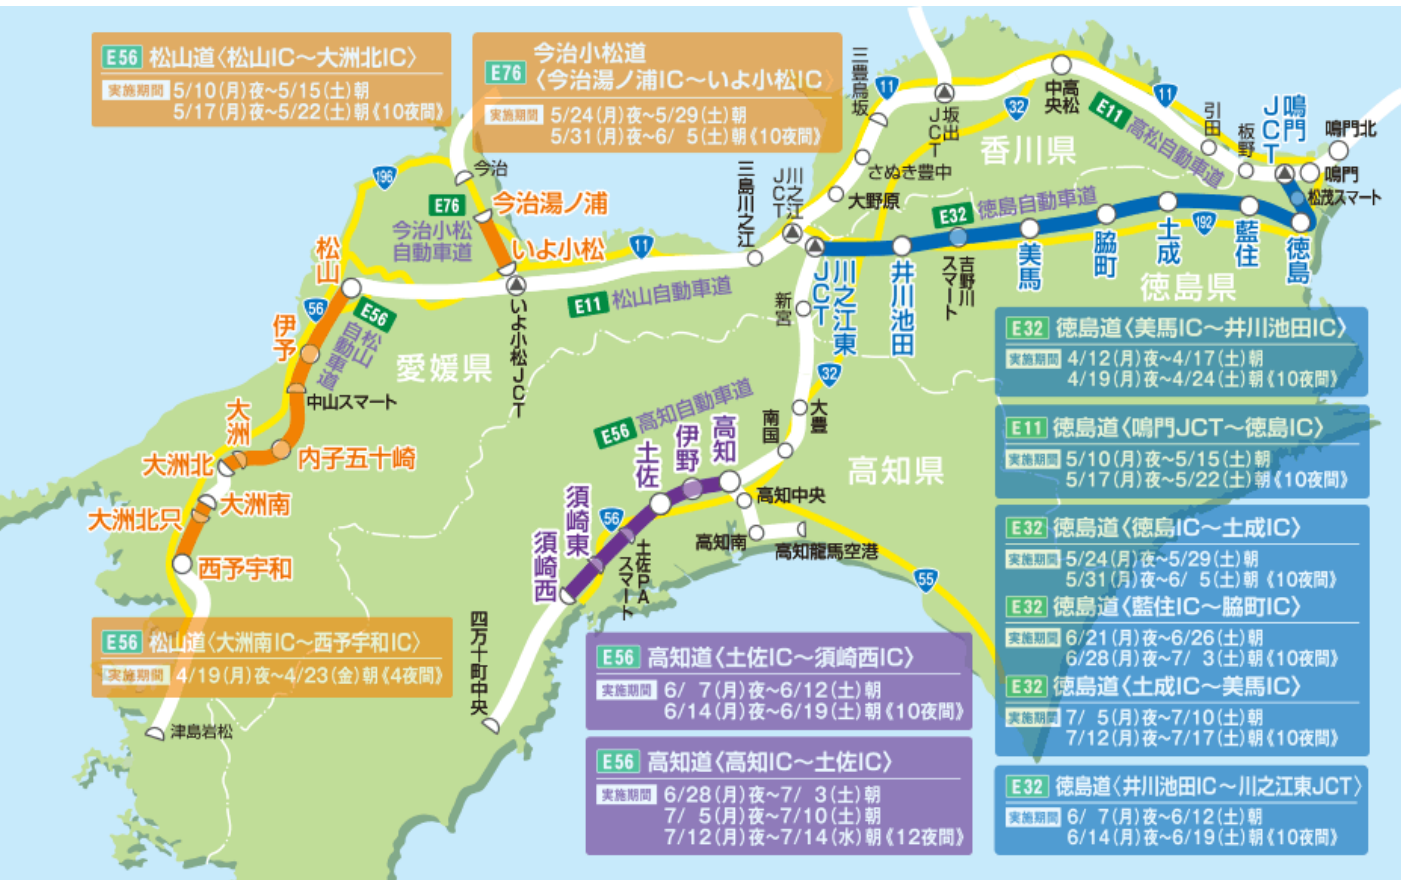 E56 松山道〈松山IC～大洲北IC〉
実施期間 5/10(月)夜～5/15(土)朝
5/17(月)夜～5/22(土)朝《10夜間》
今治小松道
E76 〈今治湯ノ浦IC～いよ小松IC〉
実施期間 5/24(月)夜～5/29(土)朝
5/31(月)夜～6/ 5(土)朝《10夜間》
三豊鳥坂
11
坂出JCT
32
高松中央
11
E11 高松自動車道
引田
板野
鳴門JCT
鳴門北
鳴門
松茂スマート
香川県
さぬき豊中
大野原
川之江JCT
三島川之江
196
今治
E76
今治小松自動車道
今治湯ノ浦
いよ小松
11
E32 徳島自動車道
192
徳島
藍住
土成
脇町
美馬
吉野川スマート
井川池田
川之江東JCT
徳島県
松山
56
E56
松山自動車道
E11 松山自動車道
いよ小松JCT
新宮
伊予
愛媛県
中山スマート
32
大豊
南国
大洲
大洲北
内子五十崎
大洲南
大洲北只
西予宇和
E56 高知自動車道
高知
伊野
土佐
高知県
高知中央
高知南
高知龍馬空港
55
56
須崎東
須崎西
土佐PAスマート
四万十町中央
津島岩松
E32 徳島道〈美馬IC～井川池田IC〉
実施期間 4/12(月)夜～4/17(土)朝
4/19(月)夜～4/24(土)朝《10夜間》
E11 徳島道〈鳴門JCT～徳島IC〉
実施期間 5/10(月)夜～5/15(土)朝
5/17(月)夜～5/22(土)朝《10夜間》
E32 徳島道〈徳島IC～土成IC〉
実施期間 5/24(月)夜～5/29(土)朝
5/31(月)夜～6/ 5(土)朝《10夜間》
E32 徳島道〈藍住IC～脇町IC〉
実施期間 6/21(月)夜～6/26(土)朝
6/28(月)夜～7/ 3(土)朝《10夜間》
E32 徳島道〈土成IC～美馬IC〉
実施期間 7/ 5(月)夜～7/10(土)朝
7/12(月)夜～7/17(土)朝《10夜間》
E32 徳島道〈井川池田IC～川之江東JCT〉
実施期間 6/ 7(月)夜～6/12(土)朝
6/14(月)夜～6/19(土)朝《10夜間》
E56 松山道〈大洲南IC～西予宇和IC〉
実施期間 4/19(月)夜～4/23(金)朝《4夜間》
E56 高知道〈土佐IC～須崎西IC〉
実施期間 6/ 7(月)夜～6/12(土)朝
6/14(月)夜～6/19(土)朝《10夜間》
E56 高知道〈高知IC～土佐IC〉
実施期間 6/28(月)夜～7/ 3(土)朝
7/ 5(月)夜～7/10(土)朝
7/12(月)夜～7/14(水)朝《12夜間》